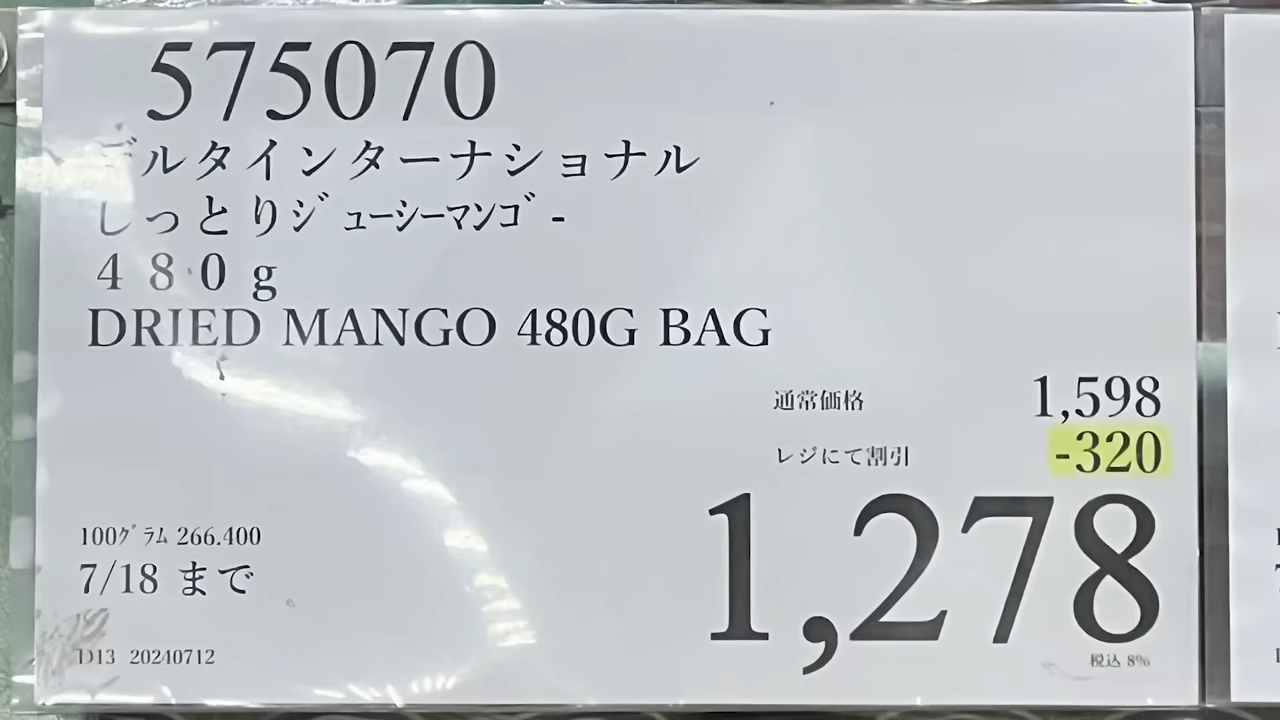 575070
デルタインターナショナル
しっとりジューシーマンゴ-
480g
DRIED MANGO 480G BAG
通常価格 1,598
レジにて割引 -320
1,278
100グラム 266.400
7/18 まで
D13 20240712
税込 8%